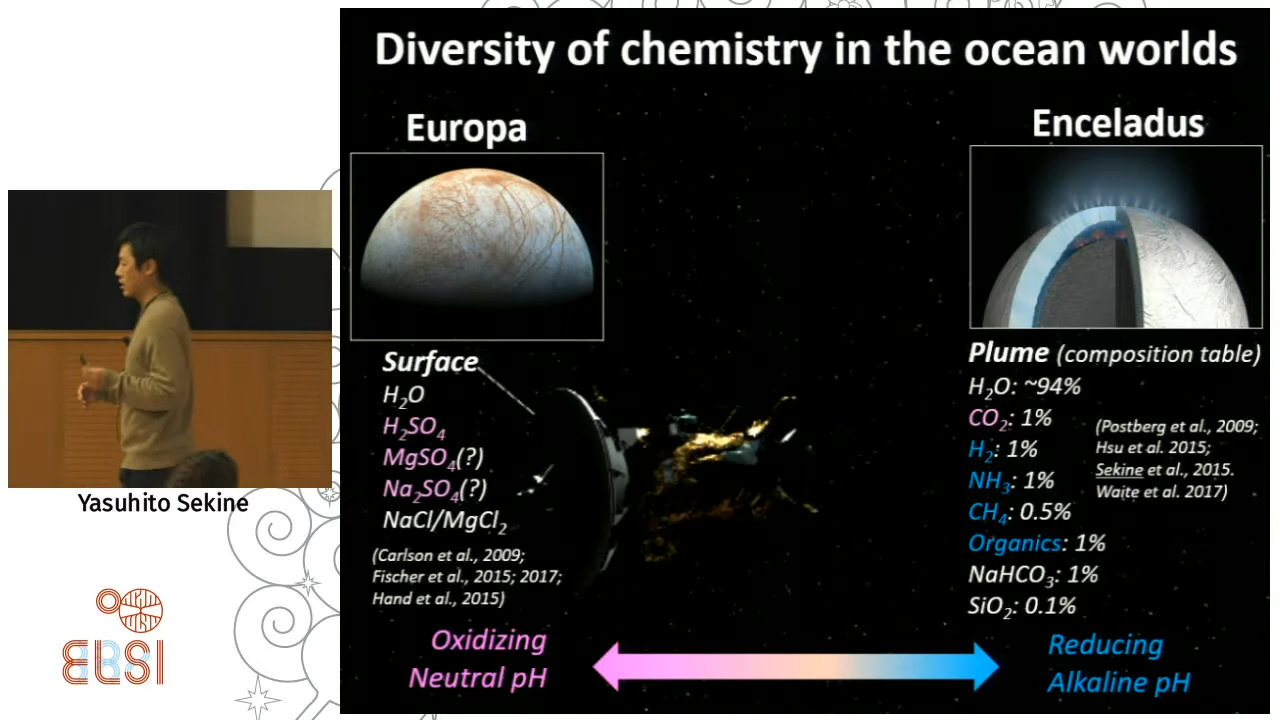 Diversity of chemistry in the ocean worlds
Europa
Enceladus
Surface
H₂O
H₂SO₄
MgSO₄(?)
Na₂SO₄(?)
NaCl/MgCl₂
(Carlson et al., 2009;
Fischer et al., 2015; 2017;
Hand et al., 2015)
Plume (composition table)
H₂O: ~94%
CO₂: 1%
H₂: 1%
NH₃: 1%
CH₄: 0.5%
Organics: 1%
NaHCO₃: 1%
SiO₂: 0.1%
(Postberg et al., 2009;
Hsu et al. 2015;
Sekine et al., 2015.
Waite et al. 2017)
Oxidizing
Neutral pH
Reducing
Alkaline pH
Yasuhito Sekine
ELSI